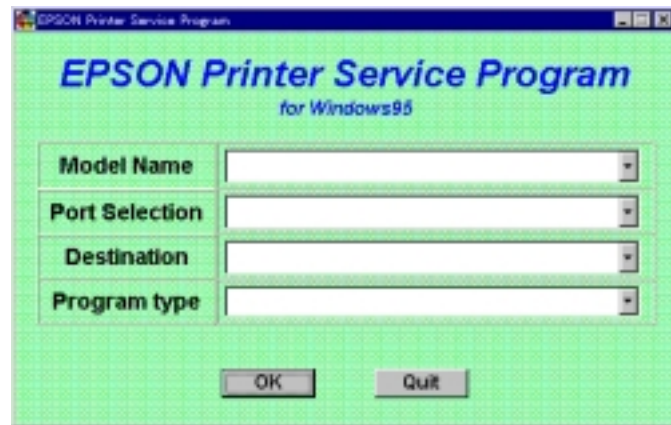 EPSON Printer Service Program
EPSON Printer Service Program
for Windows95
Model Name
Port Selection
Destination
Program type
OK
Quit